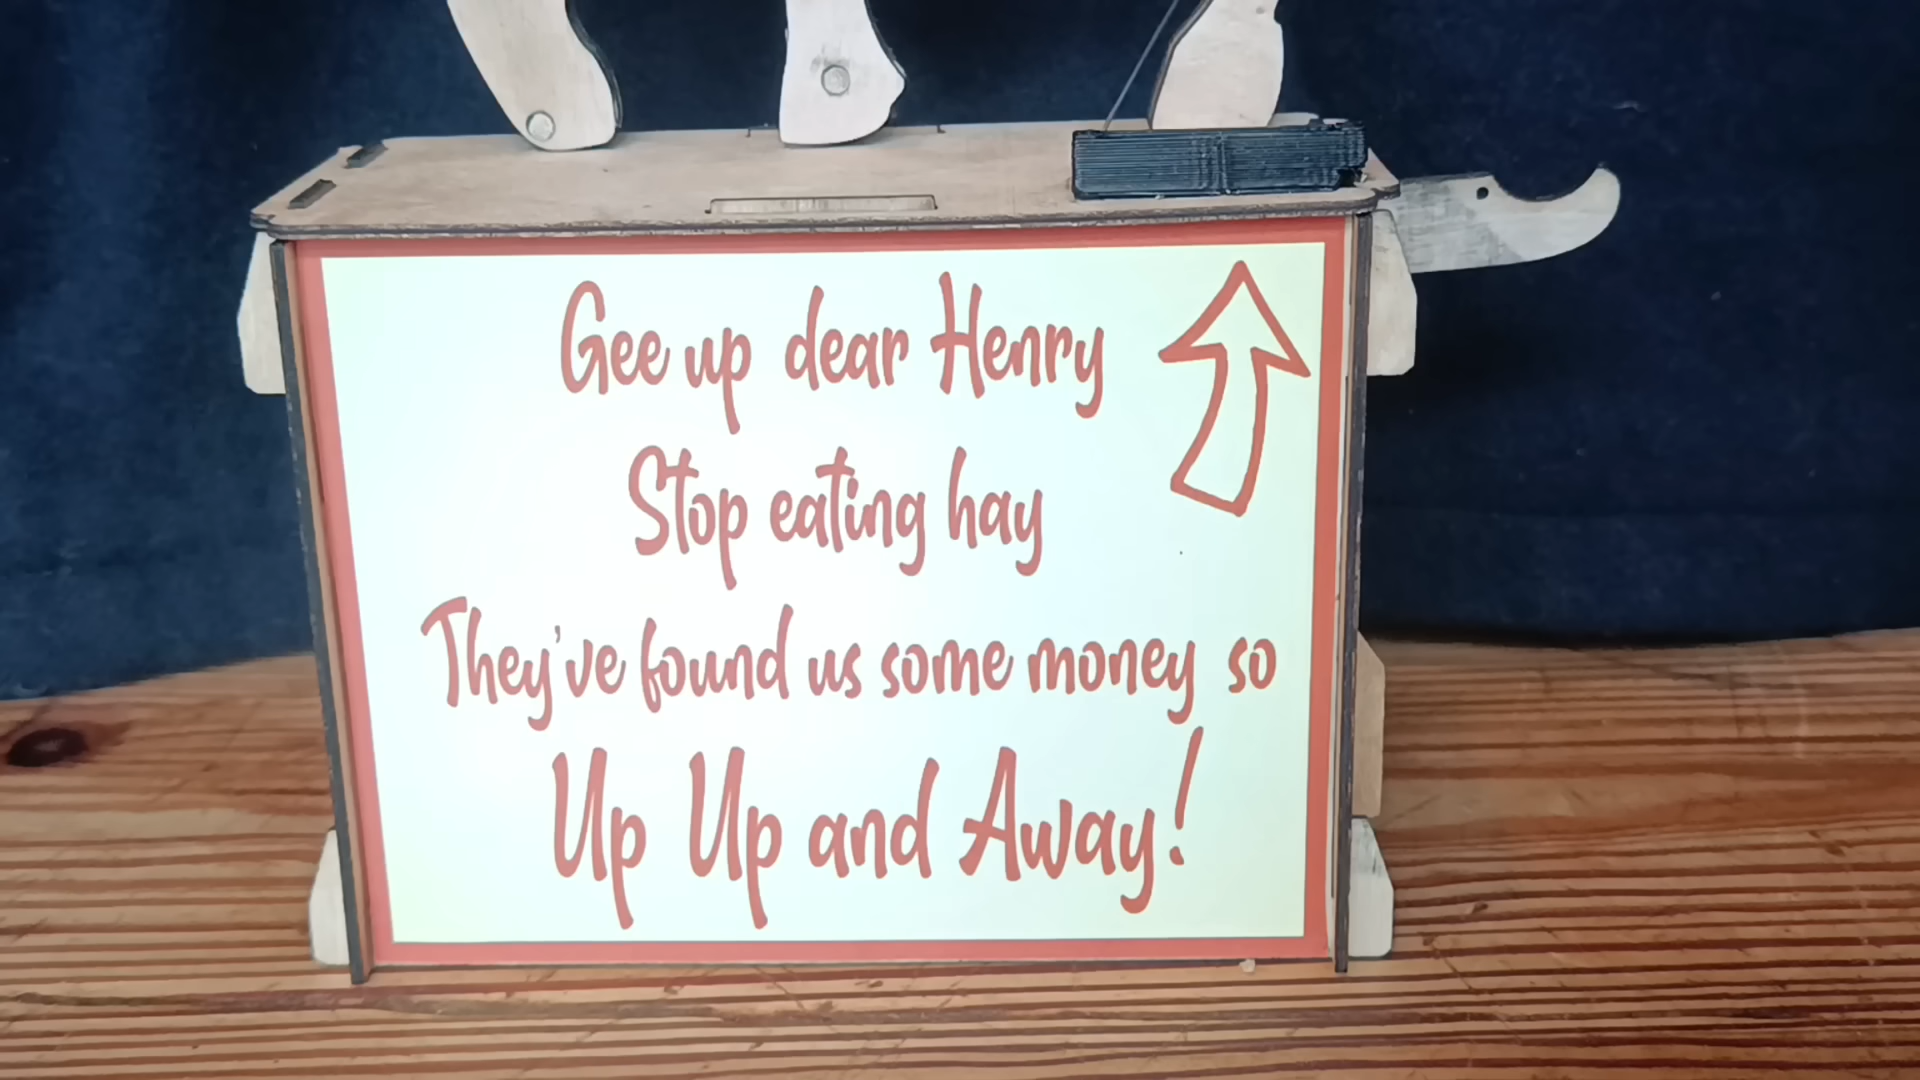 Gee up dear Henry
Stop eating hay
They've found us some money so
Up Up and Away!